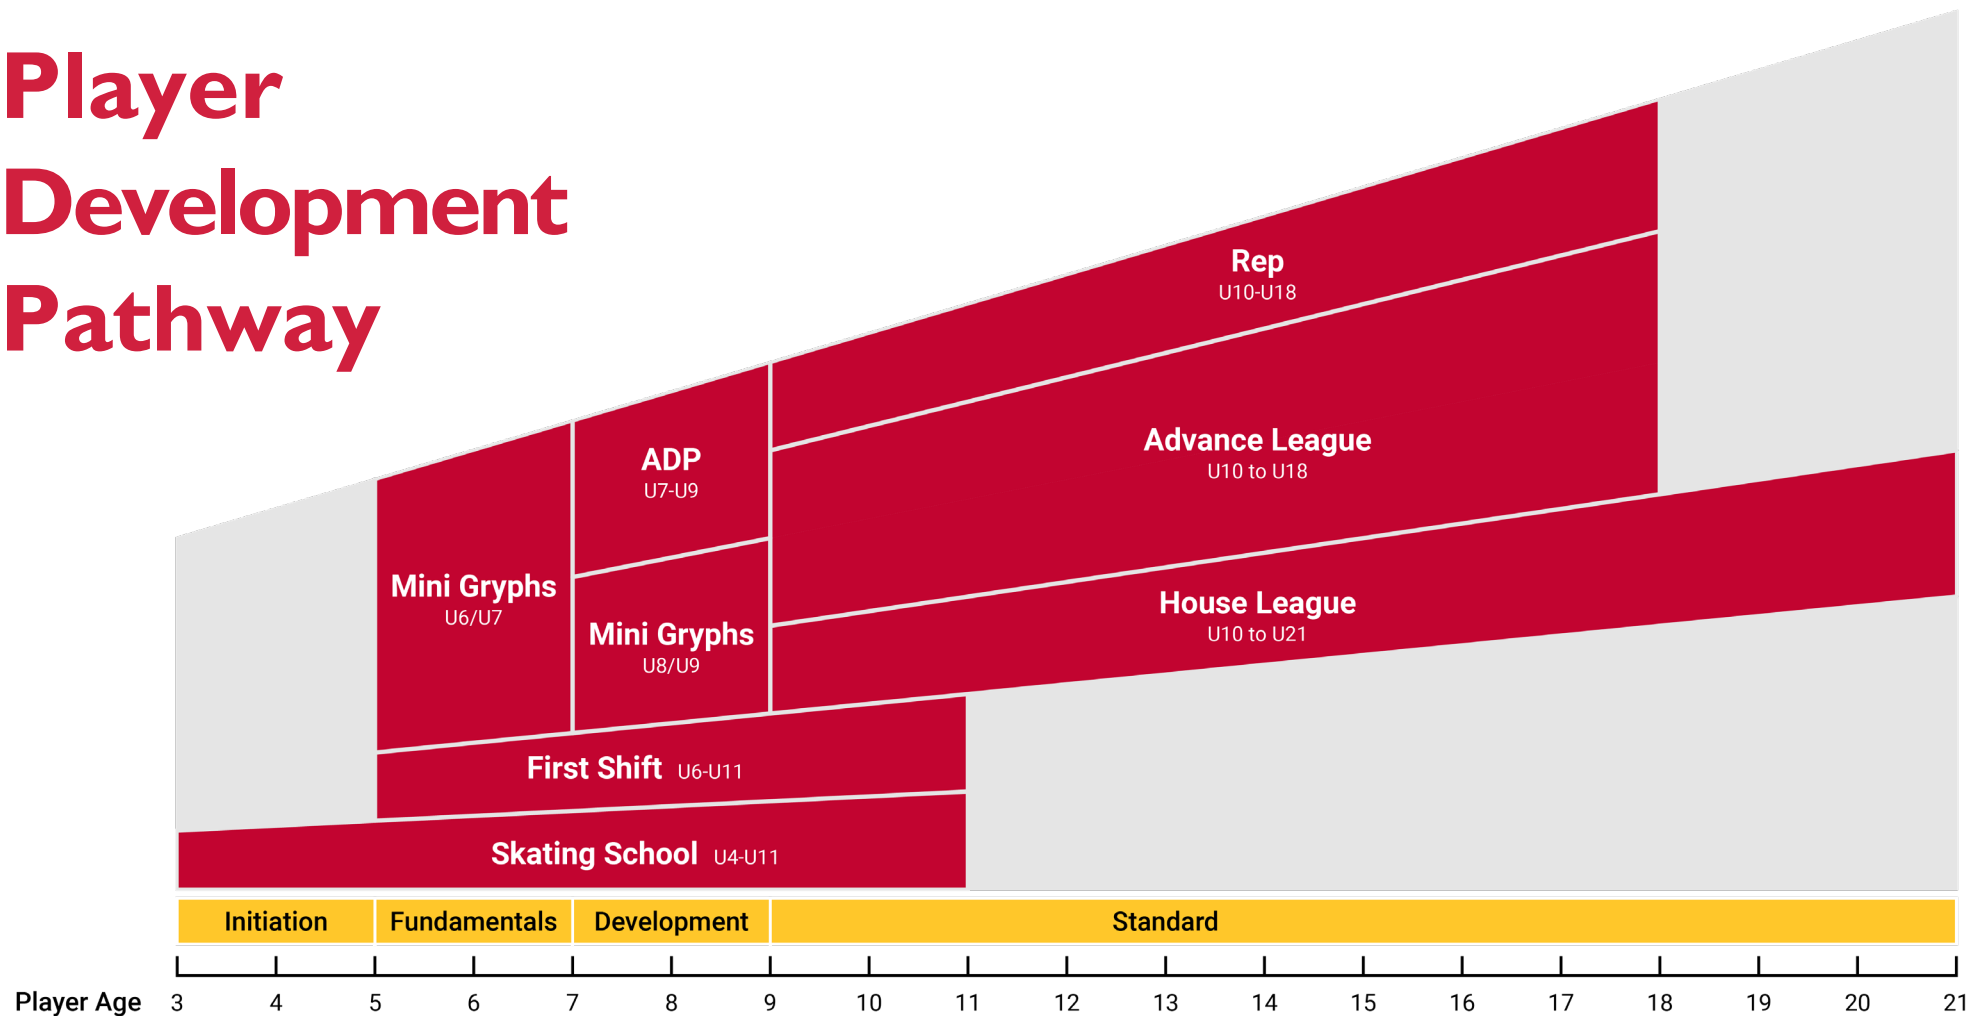 Player
Development
Pathway
Rep
U10-U18
Advance League
U10 to U18
ADP
U7-U9
Mini Gryphs
U6/U7
Mini Gryphs
U8/U9
House League
U10 to U21
First Shift U6-U11
Skating School U4-U11
Initiation Fundamentals Development Standard
Player Age 3 4 5 6 7 8 9 10 11 12 13 14 15 16 17 18 19 20 21